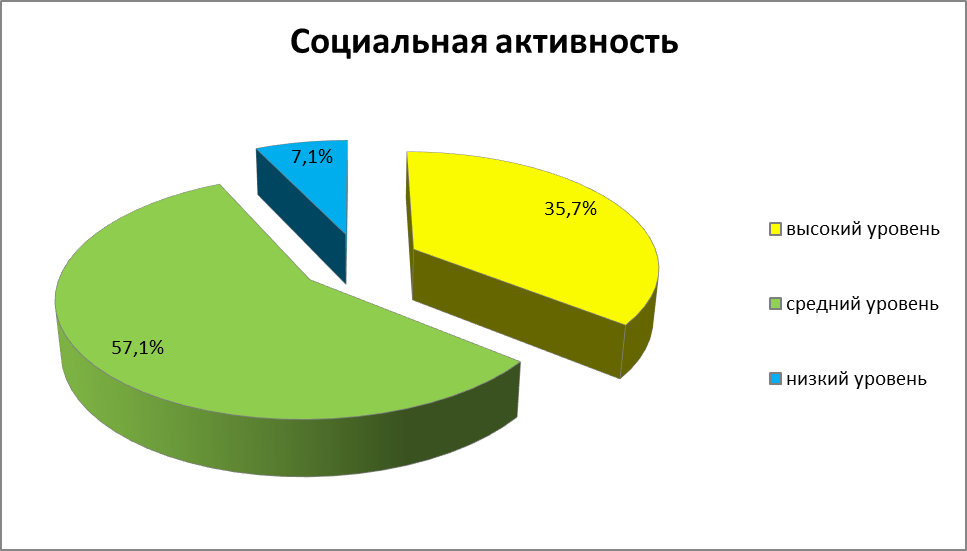 Социальная активность
7,1%
35,7%
57,1%
высокий уровень
средний уровень
низкий уровень